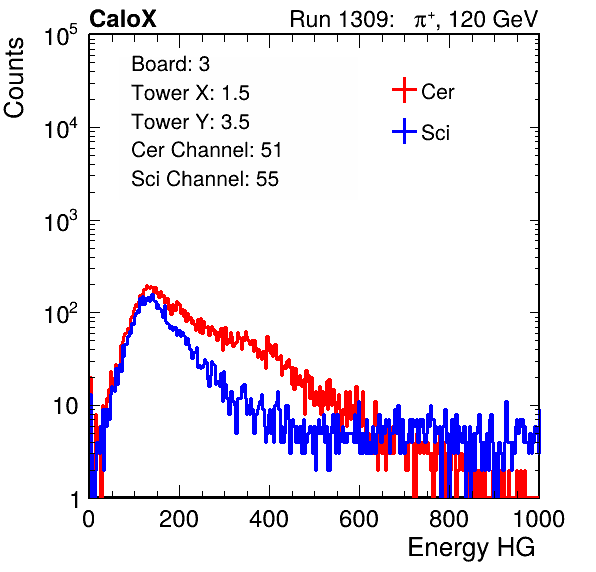 CaloX Run 1309: π⁺, 120 GeV
Board: 3
Tower X: 1.5
Tower Y: 3.5
Cer Channel: 51
Sci Channel: 55
Cer
Sci
Counts
10⁵
10⁴
10³
10²
10
1
0 200 400 600 800 1000
Energy HG